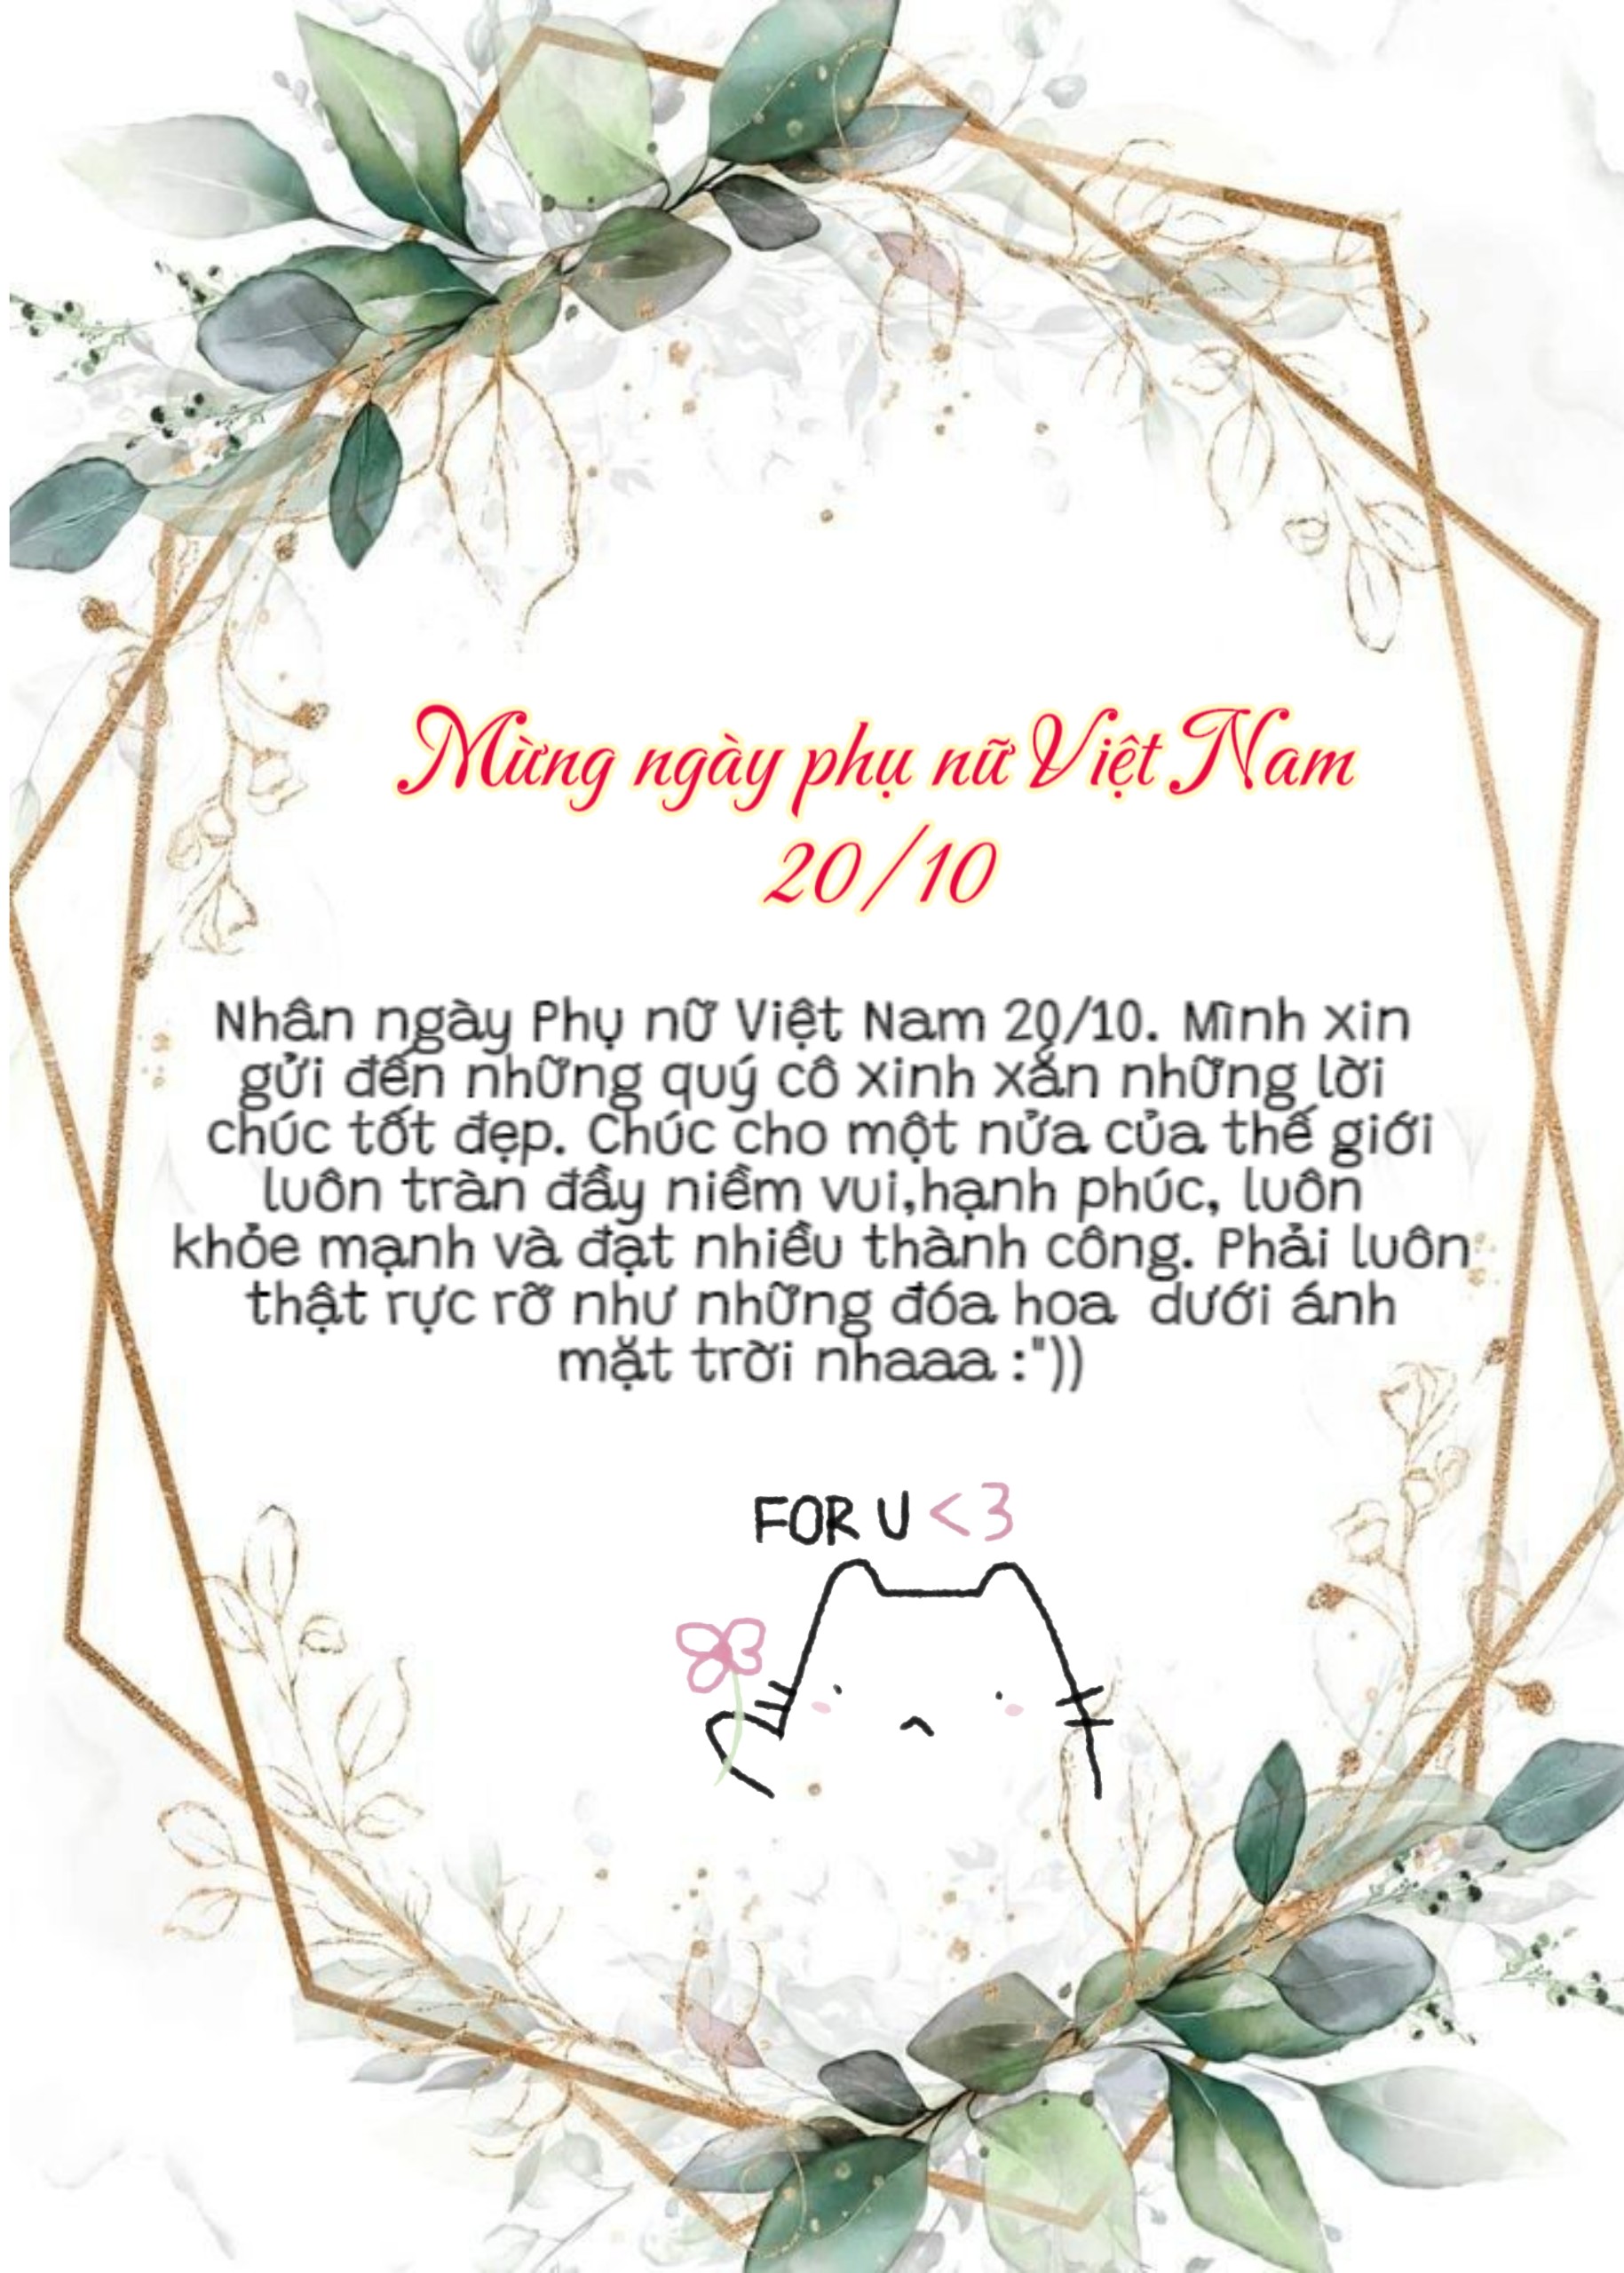 Mừng ngày phụ nữ Việt Nam
20/10
Nhân ngày Phụ nữ Việt Nam 20/10. Mình xin
gửi đến những quý cô xinh xắn những lời
chúc tốt đẹp. Chúc cho một nửa của thế giới
luôn tràn đầy niềm vui,hạnh phúc, luôn
khỏe mạnh và đạt nhiều thành công. Phải luôn
thật rực rỡ như những đóa hoa  dưới ánh
mặt trời nhaaa :"))
FOR U <3